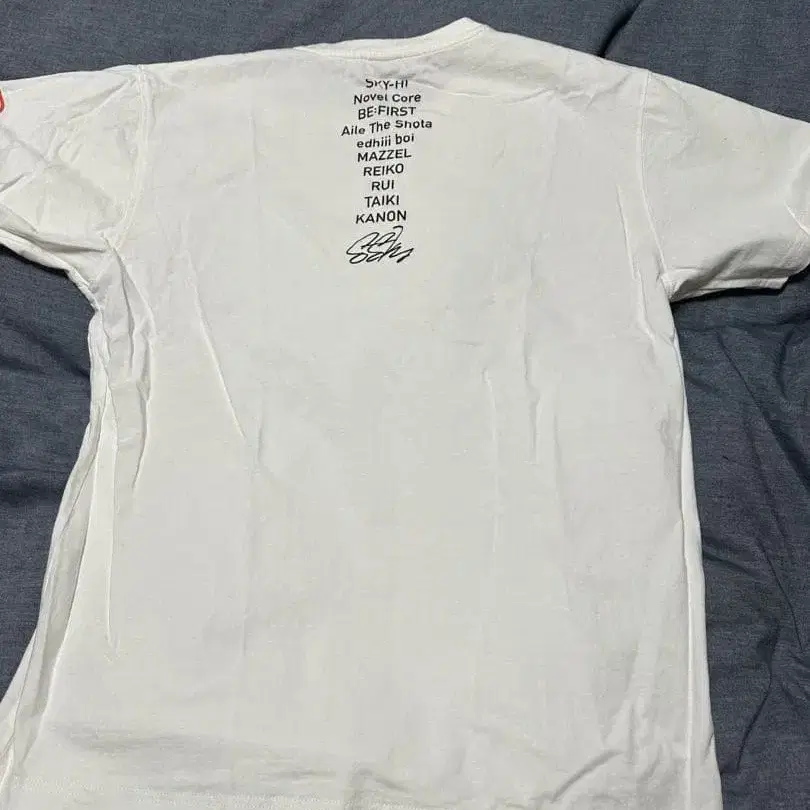 SKY-HI
Novel Core
BE:FIRST
Aile The Shota
edhiii boi
MAZZEL
REIKO
RUI
TAIKI
KANON